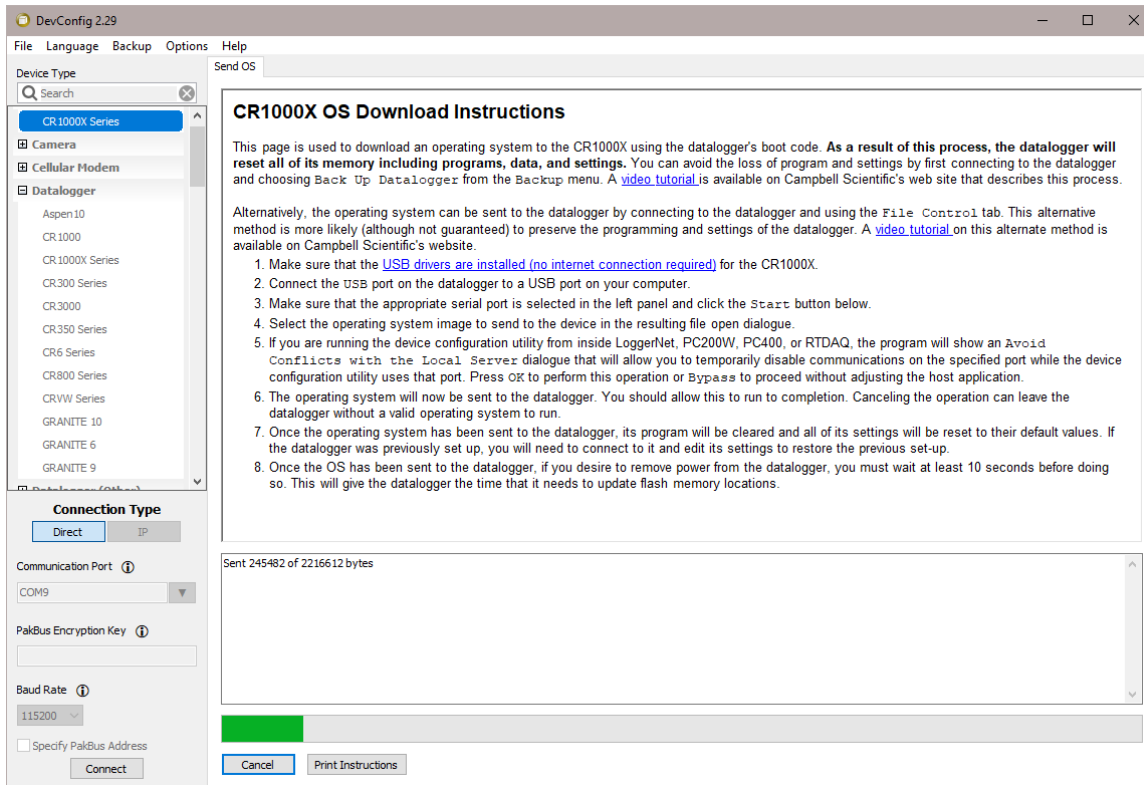 DevConfig 2.29
File Language Backup Options Help
Device Type
Search
CR1000X Series
Camera
Cellular Modem
Datalogger
Aspen10
CR1000
CR1000X Series
CR300 Series
CR3000
CR350 Series
CR6 Series
CR800 Series
CRVW Series
GRANITE 10
GRANITE 6
GRANITE 9
Datalogger (Other)
Connection Type
Direct IP
Communication Port
COM9
PakBus Encryption Key
Baud Rate
115200
Specify PakBus Address
Connect
Send OS
CR1000X OS Download Instructions
This page is used to download an operating system to the CR1000X using the datalogger's boot code. As a result of this process, the datalogger will
reset all of its memory including programs, data, and settings. You can avoid the loss of program and settings by first connecting to the datalogger
and choosing Back Up Datalogger from the Backup menu. A video tutorial is available on Campbell Scientific's web site that describes this process.
Alternatively, the operating system can be sent to the datalogger by connecting to the datalogger and using the File Control tab. This alternative
method is more likely (although not guaranteed) to preserve the programming and settings of the datalogger. A video tutorial on this alternate method is
available on Campbell Scientific's website.
1. Make sure that the USB drivers are installed (no internet connection required) for the CR1000X.
2. Connect the USB port on the datalogger to a USB port on your computer.
3. Make sure that the appropriate serial port is selected in the left panel and click the Start button below.
4. Select the operating system image to send to the device in the resulting file open dialogue.
5. If you are running the device configuration utility from inside LoggerNet, PC200W, PC400, or RTDAQ, the program will show an Avoid
Conflicts with the Local Server dialogue that will allow you to temporarily disable communications on the specified port while the device
configuration utility uses that port. Press OK to perform this operation or Bypass to proceed without adjusting the host application.
6. The operating system will now be sent to the datalogger. You should allow this to run to completion. Canceling the operation can leave the
datalogger without a valid operating system to run.
7. Once the operating system has been sent to the datalogger, its program will be cleared and all of its settings will be reset to their default values. If
the datalogger was previously set up, you will need to connect to it and edit its settings to restore the previous set-up.
8. Once the OS has been sent to the datalogger, if you desire to remove power from the datalogger, you must wait at least 10 seconds before doing
so. This will give the datalogger the time that it needs to update flash memory locations.
Sent 245482 of 2216612 bytes
Cancel Print Instructions